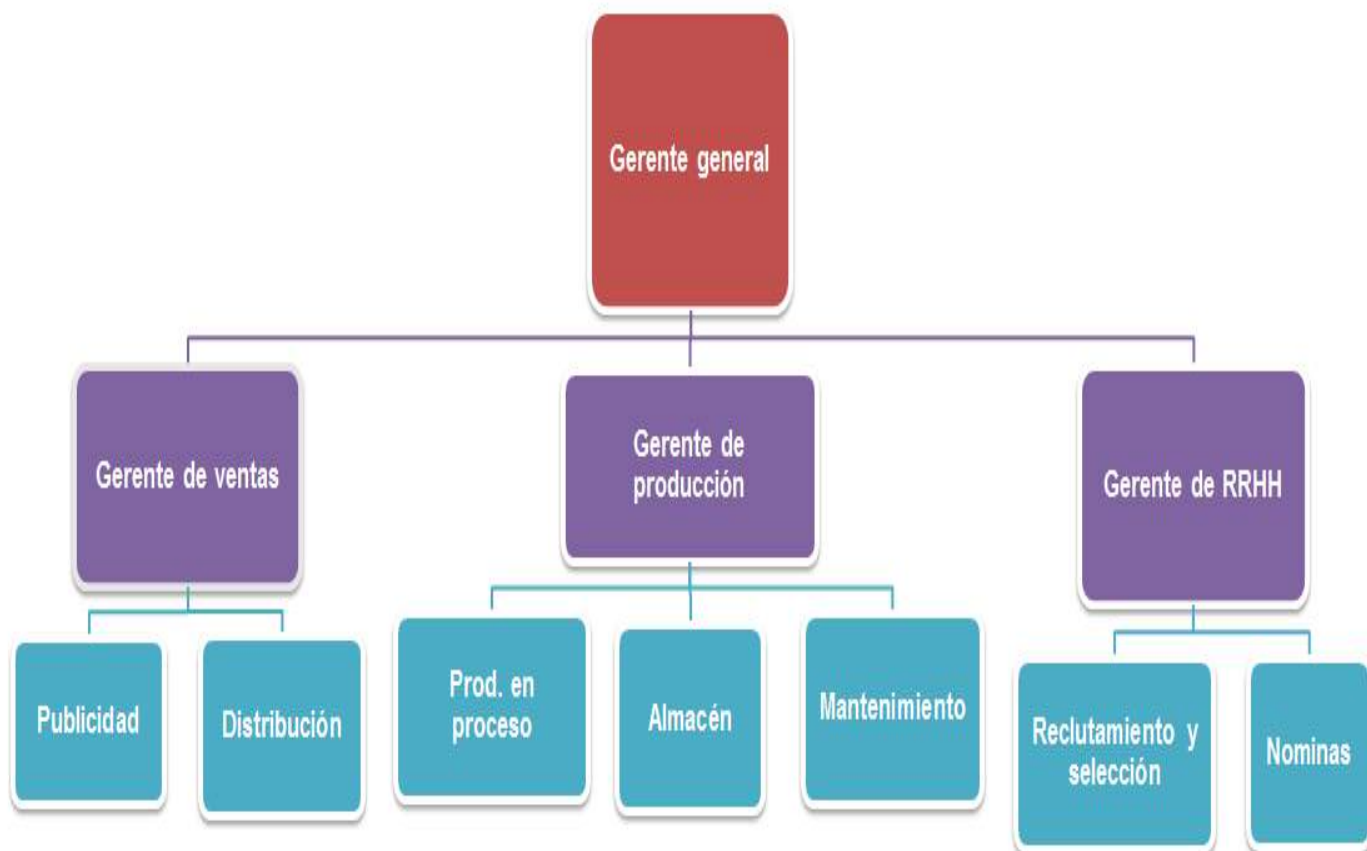 Gerente general
Gerente de ventas
Gerente de
producción
Gerente de RRHH
Publicidad
Distribución
Prod. en
proceso
Almacén
Mantenimiento
Reclutamiento y
selección
Nominas